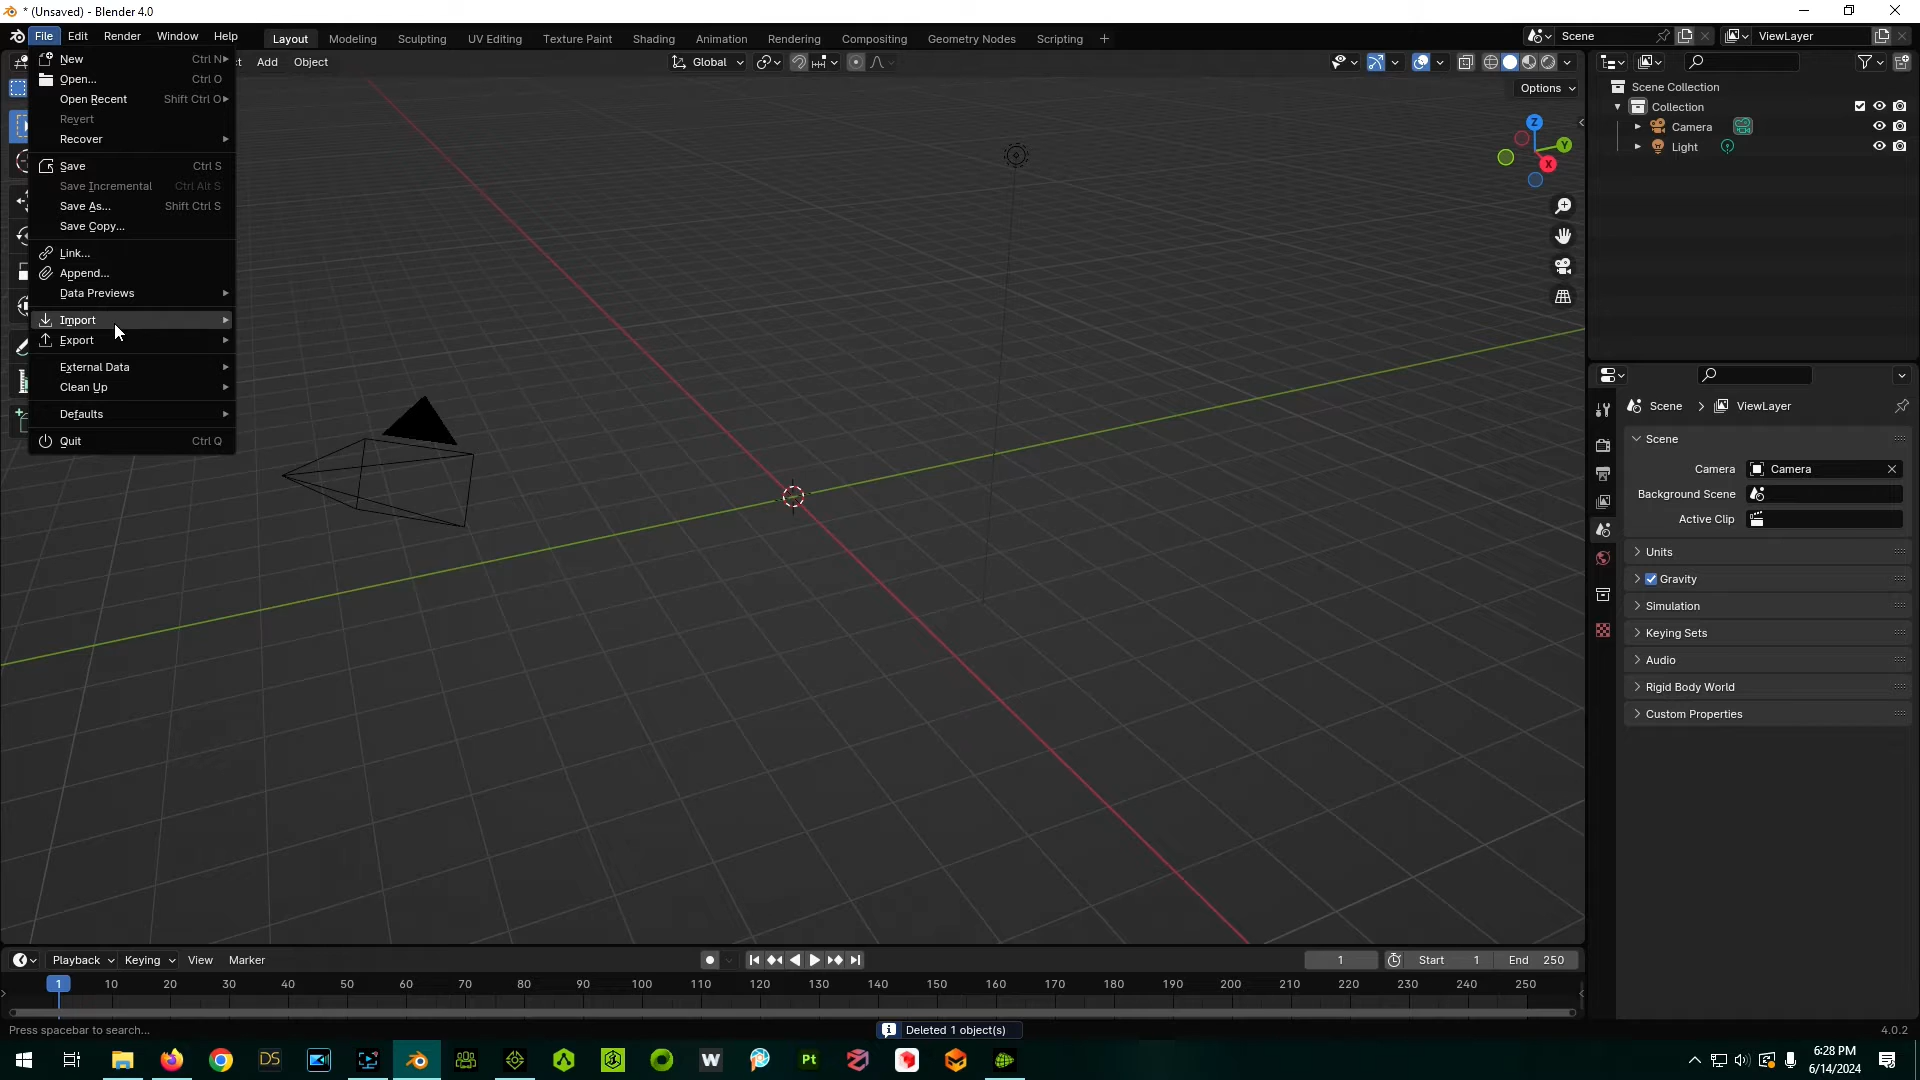 * (Unsaved) - Blender 4.0
File Edit Render Window Help
Layout Modeling Sculpting UV Editing Texture Paint Shading Animation Rendering Compositing Geometry Nodes Scripting +
Scene
ViewLayer
New Ctrl N
Open... Ctrl O
Open Recent Shift Ctrl O
Revert
Recover
Save Ctrl S
Save Incremental Ctrl Alt S
Save As... Shift Ctrl S
Save Copy...
Link...
Append...
Data Previews
Import
Export
External Data
Clean Up
Defaults
Quit Ctrl Q
t Add Object
Global
Options
Z
Y
X
Scene Collection
Collection
Camera
Light
Scene > ViewLayer
Scene
Camera Camera
Background Scene
Active Clip
Units
Gravity
Simulation
Keying Sets
Audio
Rigid Body World
Custom Properties
Playback Keying View Marker
1 Start 1 End 250
1 10 20 30 40 50 60 70 80 90 100 110 120 130 140 150 160 170 180 190 200 210 220 230 240 250
Press spacebar to search...
Deleted 1 object(s)
4.0.2
DS
W
Pt
6:28 PM
6/14/2024